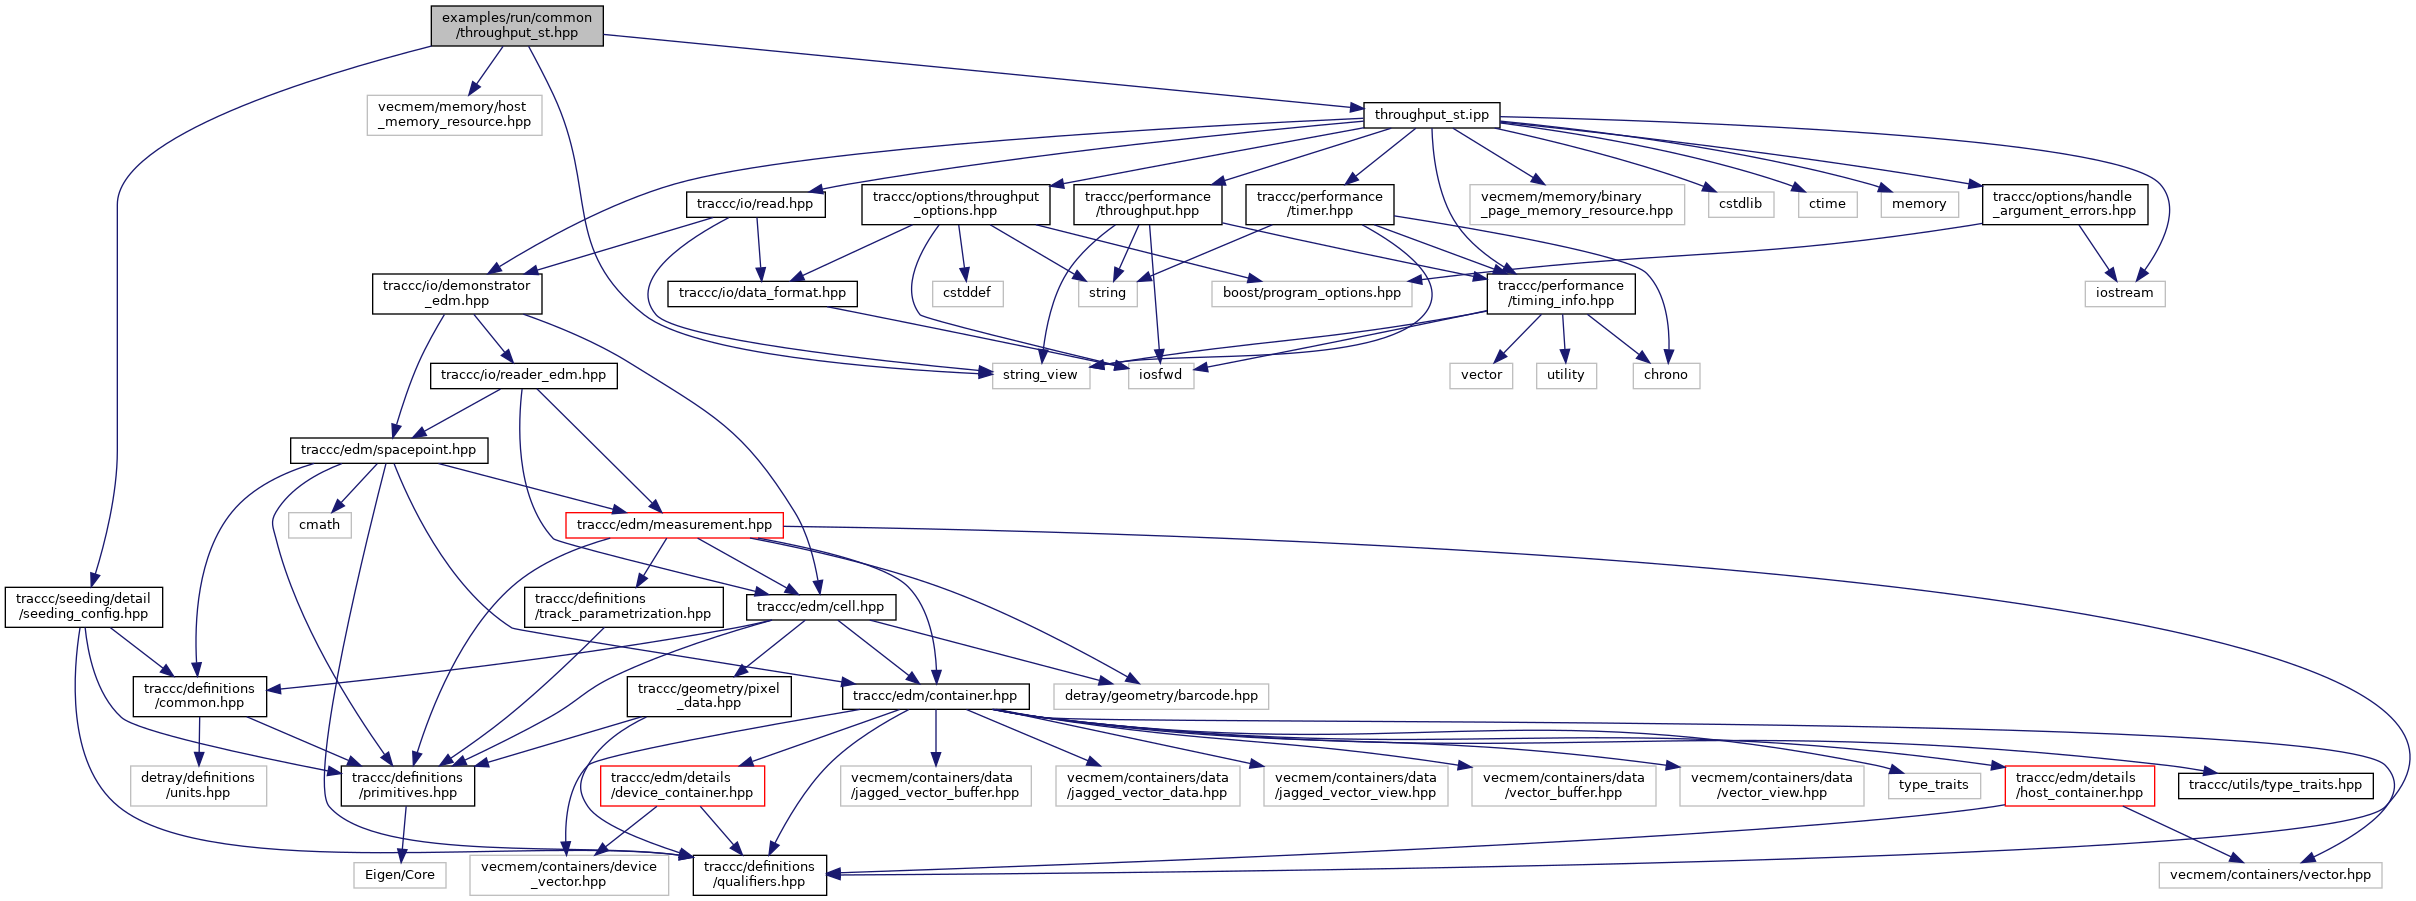 examples/run/common
/throughput_st.hpp
vecmem/memory/host
_memory_resource.hpp
throughput_st.ipp
traccc/io/read.hpp
traccc/options/throughput
_options.hpp
traccc/performance
/throughput.hpp
traccc/performance
/timer.hpp
vecmem/memory/binary
_page_memory_resource.hpp
cstdlib
ctime
memory
traccc/options/handle
_argument_errors.hpp
traccc/io/demonstrator
_edm.hpp
traccc/io/data_format.hpp
cstddef
string
boost/program_options.hpp
traccc/performance
/timing_info.hpp
iostream
traccc/io/reader_edm.hpp
string_view
iosfwd
vector
utility
chrono
traccc/edm/spacepoint.hpp
cmath
traccc/edm/measurement.hpp
traccc/seeding/detail
/seeding_config.hpp
traccc/definitions
/track_parametrization.hpp
traccc/edm/cell.hpp
traccc/definitions
/common.hpp
traccc/geometry/pixel
_data.hpp
traccc/edm/container.hpp
detray/geometry/barcode.hpp
detray/definitions
/units.hpp
traccc/definitions
/primitives.hpp
traccc/edm/details
/device_container.hpp
vecmem/containers/data
/jagged_vector_buffer.hpp
vecmem/containers/data
/jagged_vector_data.hpp
vecmem/containers/data
/jagged_vector_view.hpp
vecmem/containers/data
/vector_buffer.hpp
vecmem/containers/data
/vector_view.hpp
type_traits
traccc/edm/details
/host_container.hpp
traccc/utils/type_traits.hpp
Eigen/Core
vecmem/containers/device
_vector.hpp
traccc/definitions
/qualifiers.hpp
vecmem/containers/vector.hpp